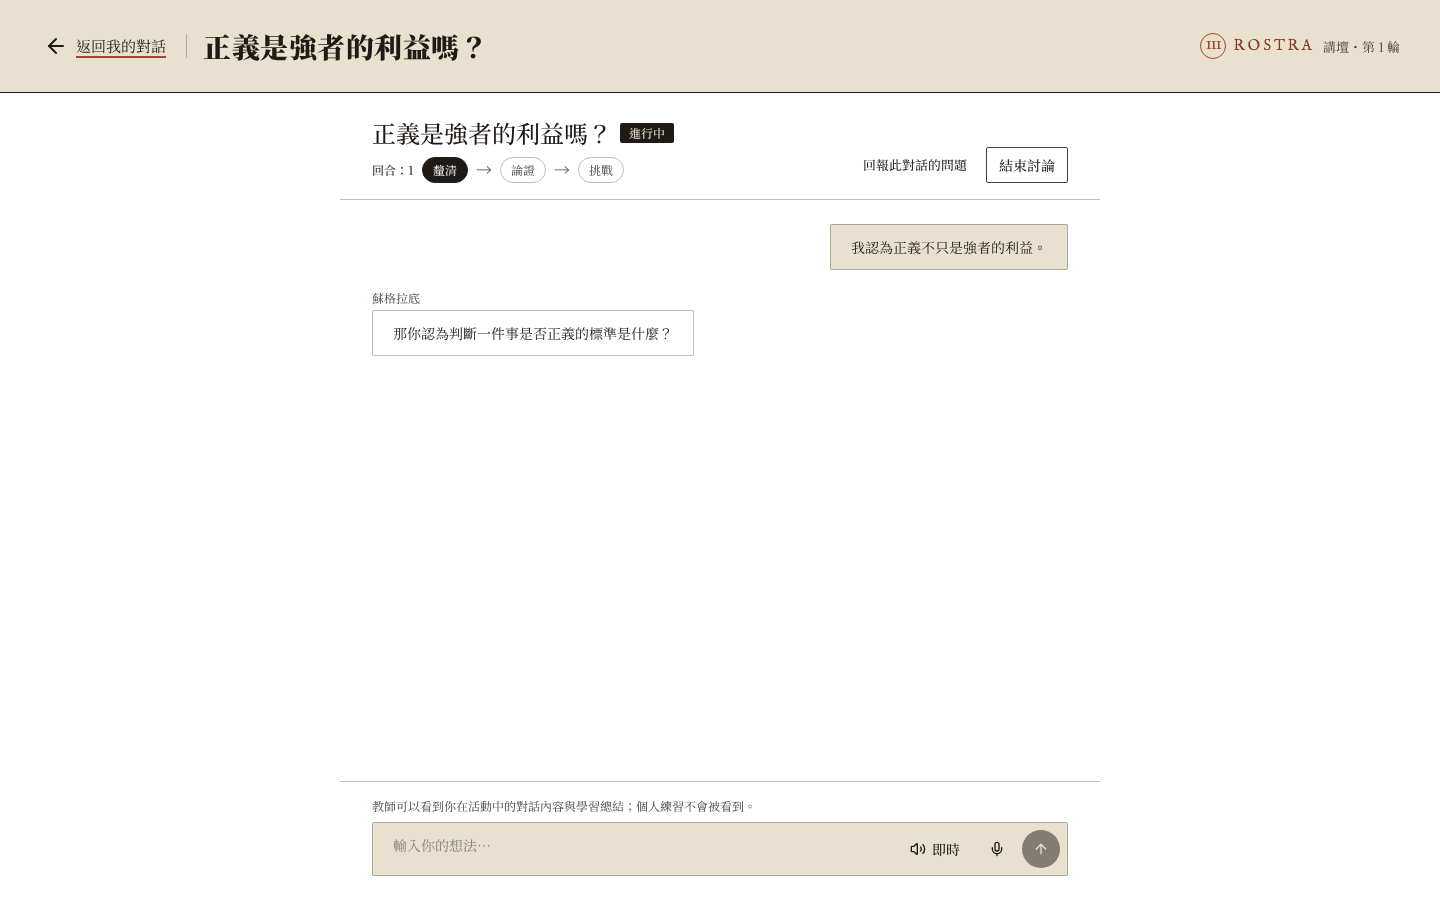 返回我的對話
正義是強者的利益嗎？
III ROSTRA 講壇・第 1 輪
正義是強者的利益嗎？ 進行中
回合：1 釐清 → 論證 → 挑戰
回報此對話的問題 結束討論
我認為正義不只是強者的利益。
蘇格拉底
那你認為判斷一件事是否正義的標準是什麼？
教師可以看到你在活動中的對話內容與學習總結；個人練習不會被看到。
輸入你的想法… 即時